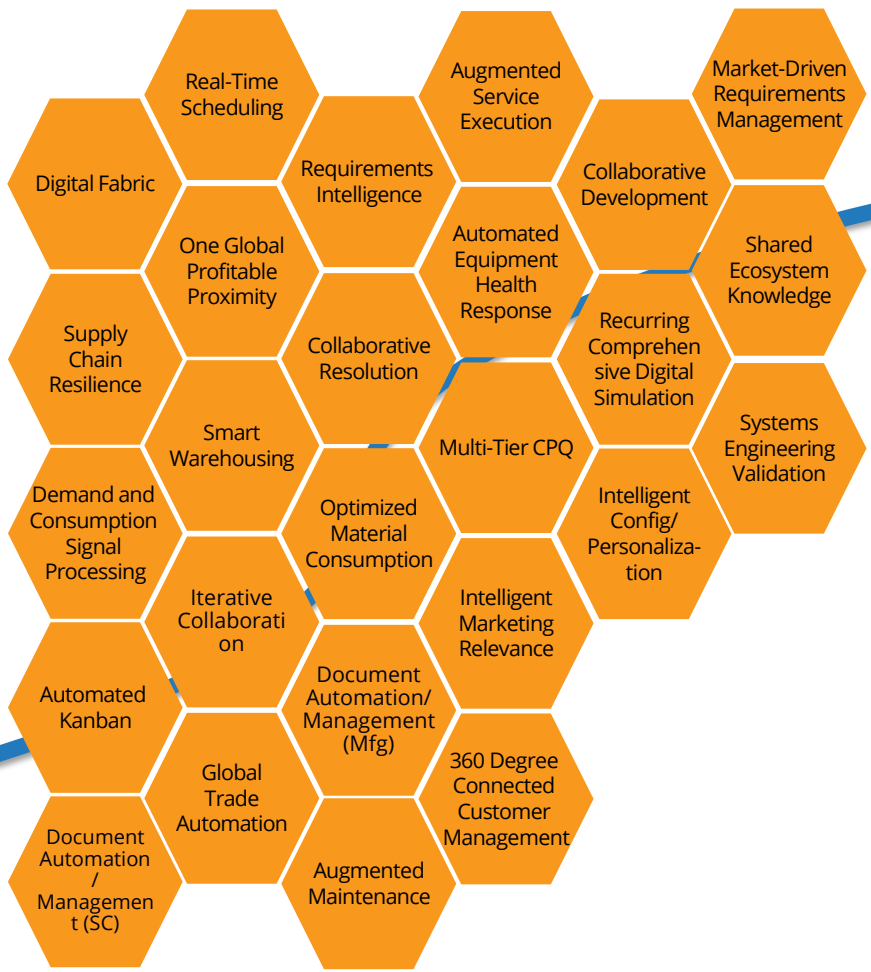 Real-Time
Scheduling
Augmented
Service
Execution
Market-Driven
Requirements
Management
Digital Fabric
Requirements
Intelligence
Collaborative
Development
One Global
Profitable
Proximity
Automated
Equipment
Health
Response
Shared
Ecosystem
Knowledge
Supply
Chain
Resilience
Collaborative
Resolution
Recurring
Comprehen
sive Digital
Simulation
Smart
Warehousing
Multi-Tier CPQ
Systems
Engineering
Validation
Demand and
Consumption
Signal
Processing
Optimized
Material
Consumption
Intelligent
Config/
Personaliza-
tion
Iterative
Collaborati
on
Intelligent
Marketing
Relevance
Automated
Kanban
Document
Automation/
Management
(Mfg)
Global
Trade
Automation
360 Degree
Connected
Customer
Management
Document
Automation
/
Managemen
t (SC)
Augmented
Maintenance